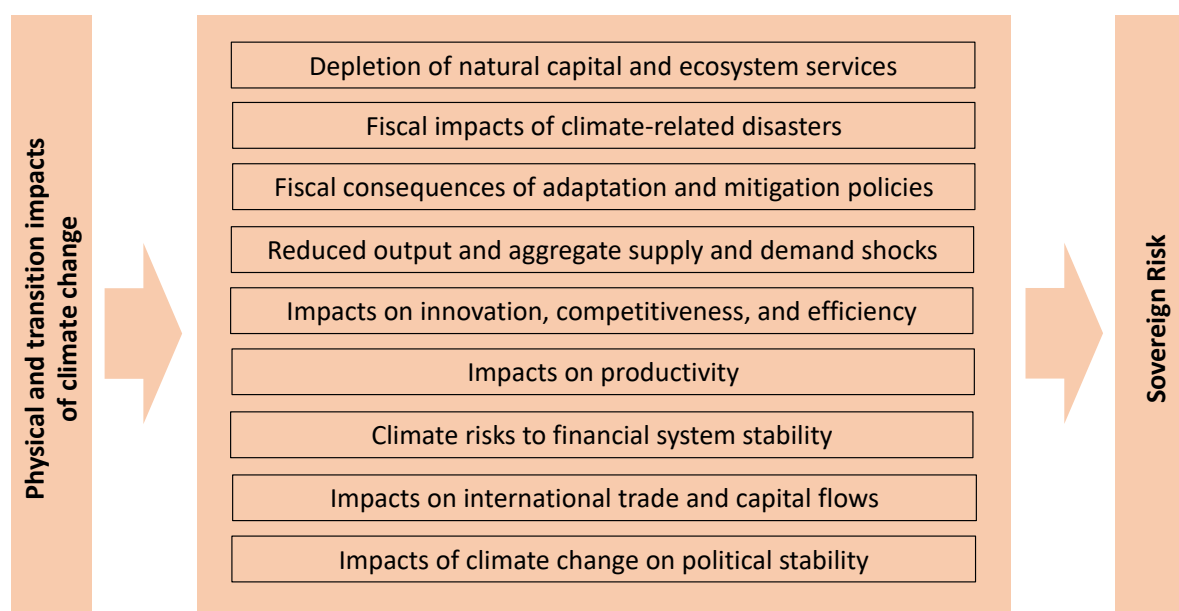 Physical and transition impacts
of climate change
Depletion of natural capital and ecosystem services
Fiscal impacts of climate-related disasters
Fiscal consequences of adaptation and mitigation policies
Reduced output and aggregate supply and demand shocks
Impacts on innovation, competitiveness, and efficiency
Impacts on productivity
Climate risks to financial system stability
Impacts on international trade and capital flows
Impacts of climate change on political stability
Sovereign Risk